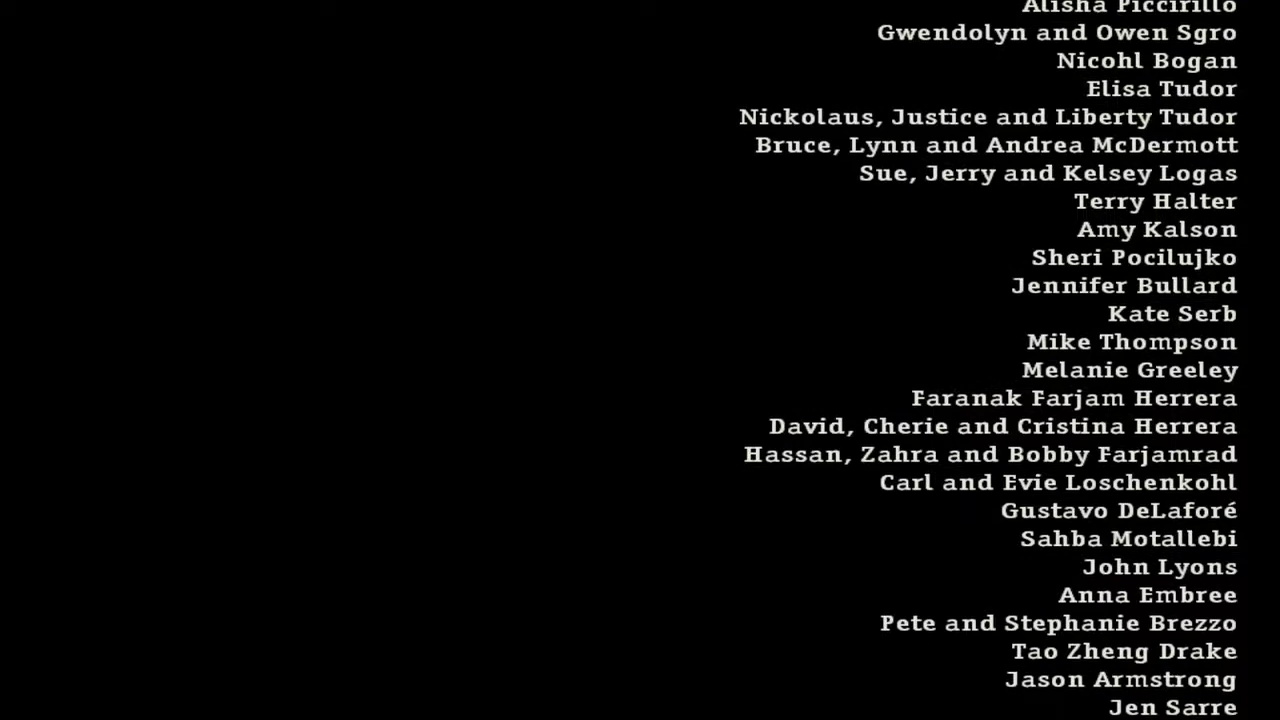 Alisha Piccirillo
Gwendolyn and Owen Sgro
Nicohl Bogan
Elisa Tudor
Nickolaus, Justice and Liberty Tudor
Bruce, Lynn and Andrea McDermott
Sue, Jerry and Kelsey Logas
Terry Halter
Amy Kalson
Sheri Pocilujko
Jennifer Bullard
Kate Serb
Mike Thompson
Melanie Greeley
Faranak Farjam Herrera
David, Cherie and Cristina Herrera
Hassan, Zahra and Bobby Farjamrad
Carl and Evie Loschenkohl
Gustavo DeLaforé
Sahba Motallebi
John Lyons
Anna Embree
Pete and Stephanie Brezzo
Tao Zheng Drake
Jason Armstrong
Jen Sarre